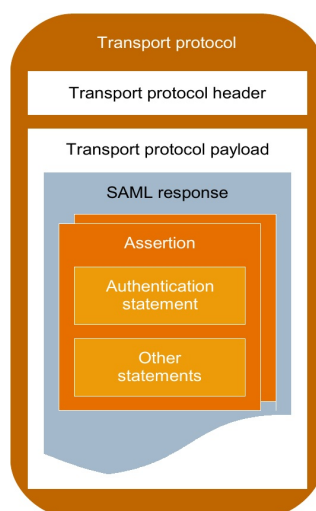 Transport protocol
Transport protocol header
Transport protocol payload
SAML response
Assertion
Authentication
statement
Other
statements